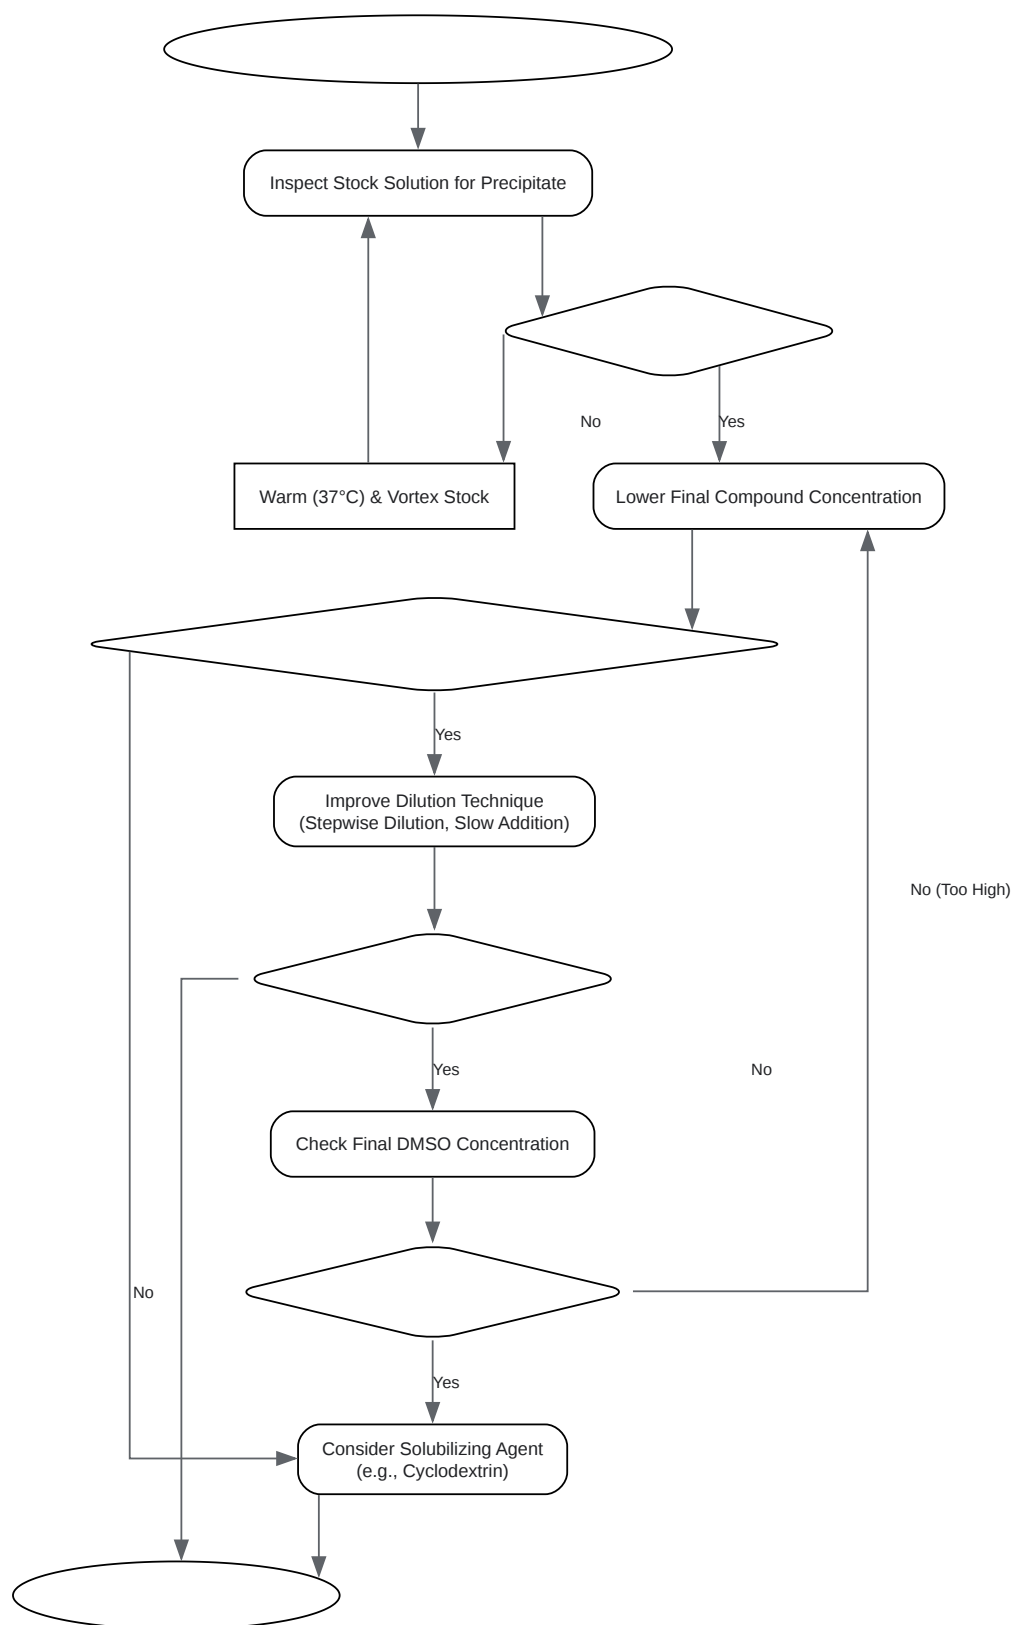 Inspect Stock Solution for Precipitate
No
Yes
Warm (37°C) & Vortex Stock
Lower Final Compound Concentration
Yes
Improve Dilution Technique
(Stepwise Dilution, Slow Addition)
No (Too High)
Yes
No
Check Final DMSO Concentration
No
Yes
Consider Solubilizing Agent
(e.g., Cyclodextrin)